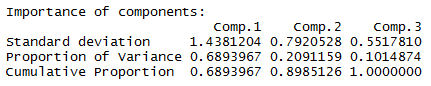 Importance of components:
Comp.1 Comp.2 Comp.3
Standard deviation 1.4381204 0.7920528 0.5517810
Proportion of Variance 0.6893967 0.2091159 0.1014874
Cumulative Proportion 0.6893967 0.8985126 1.0000000